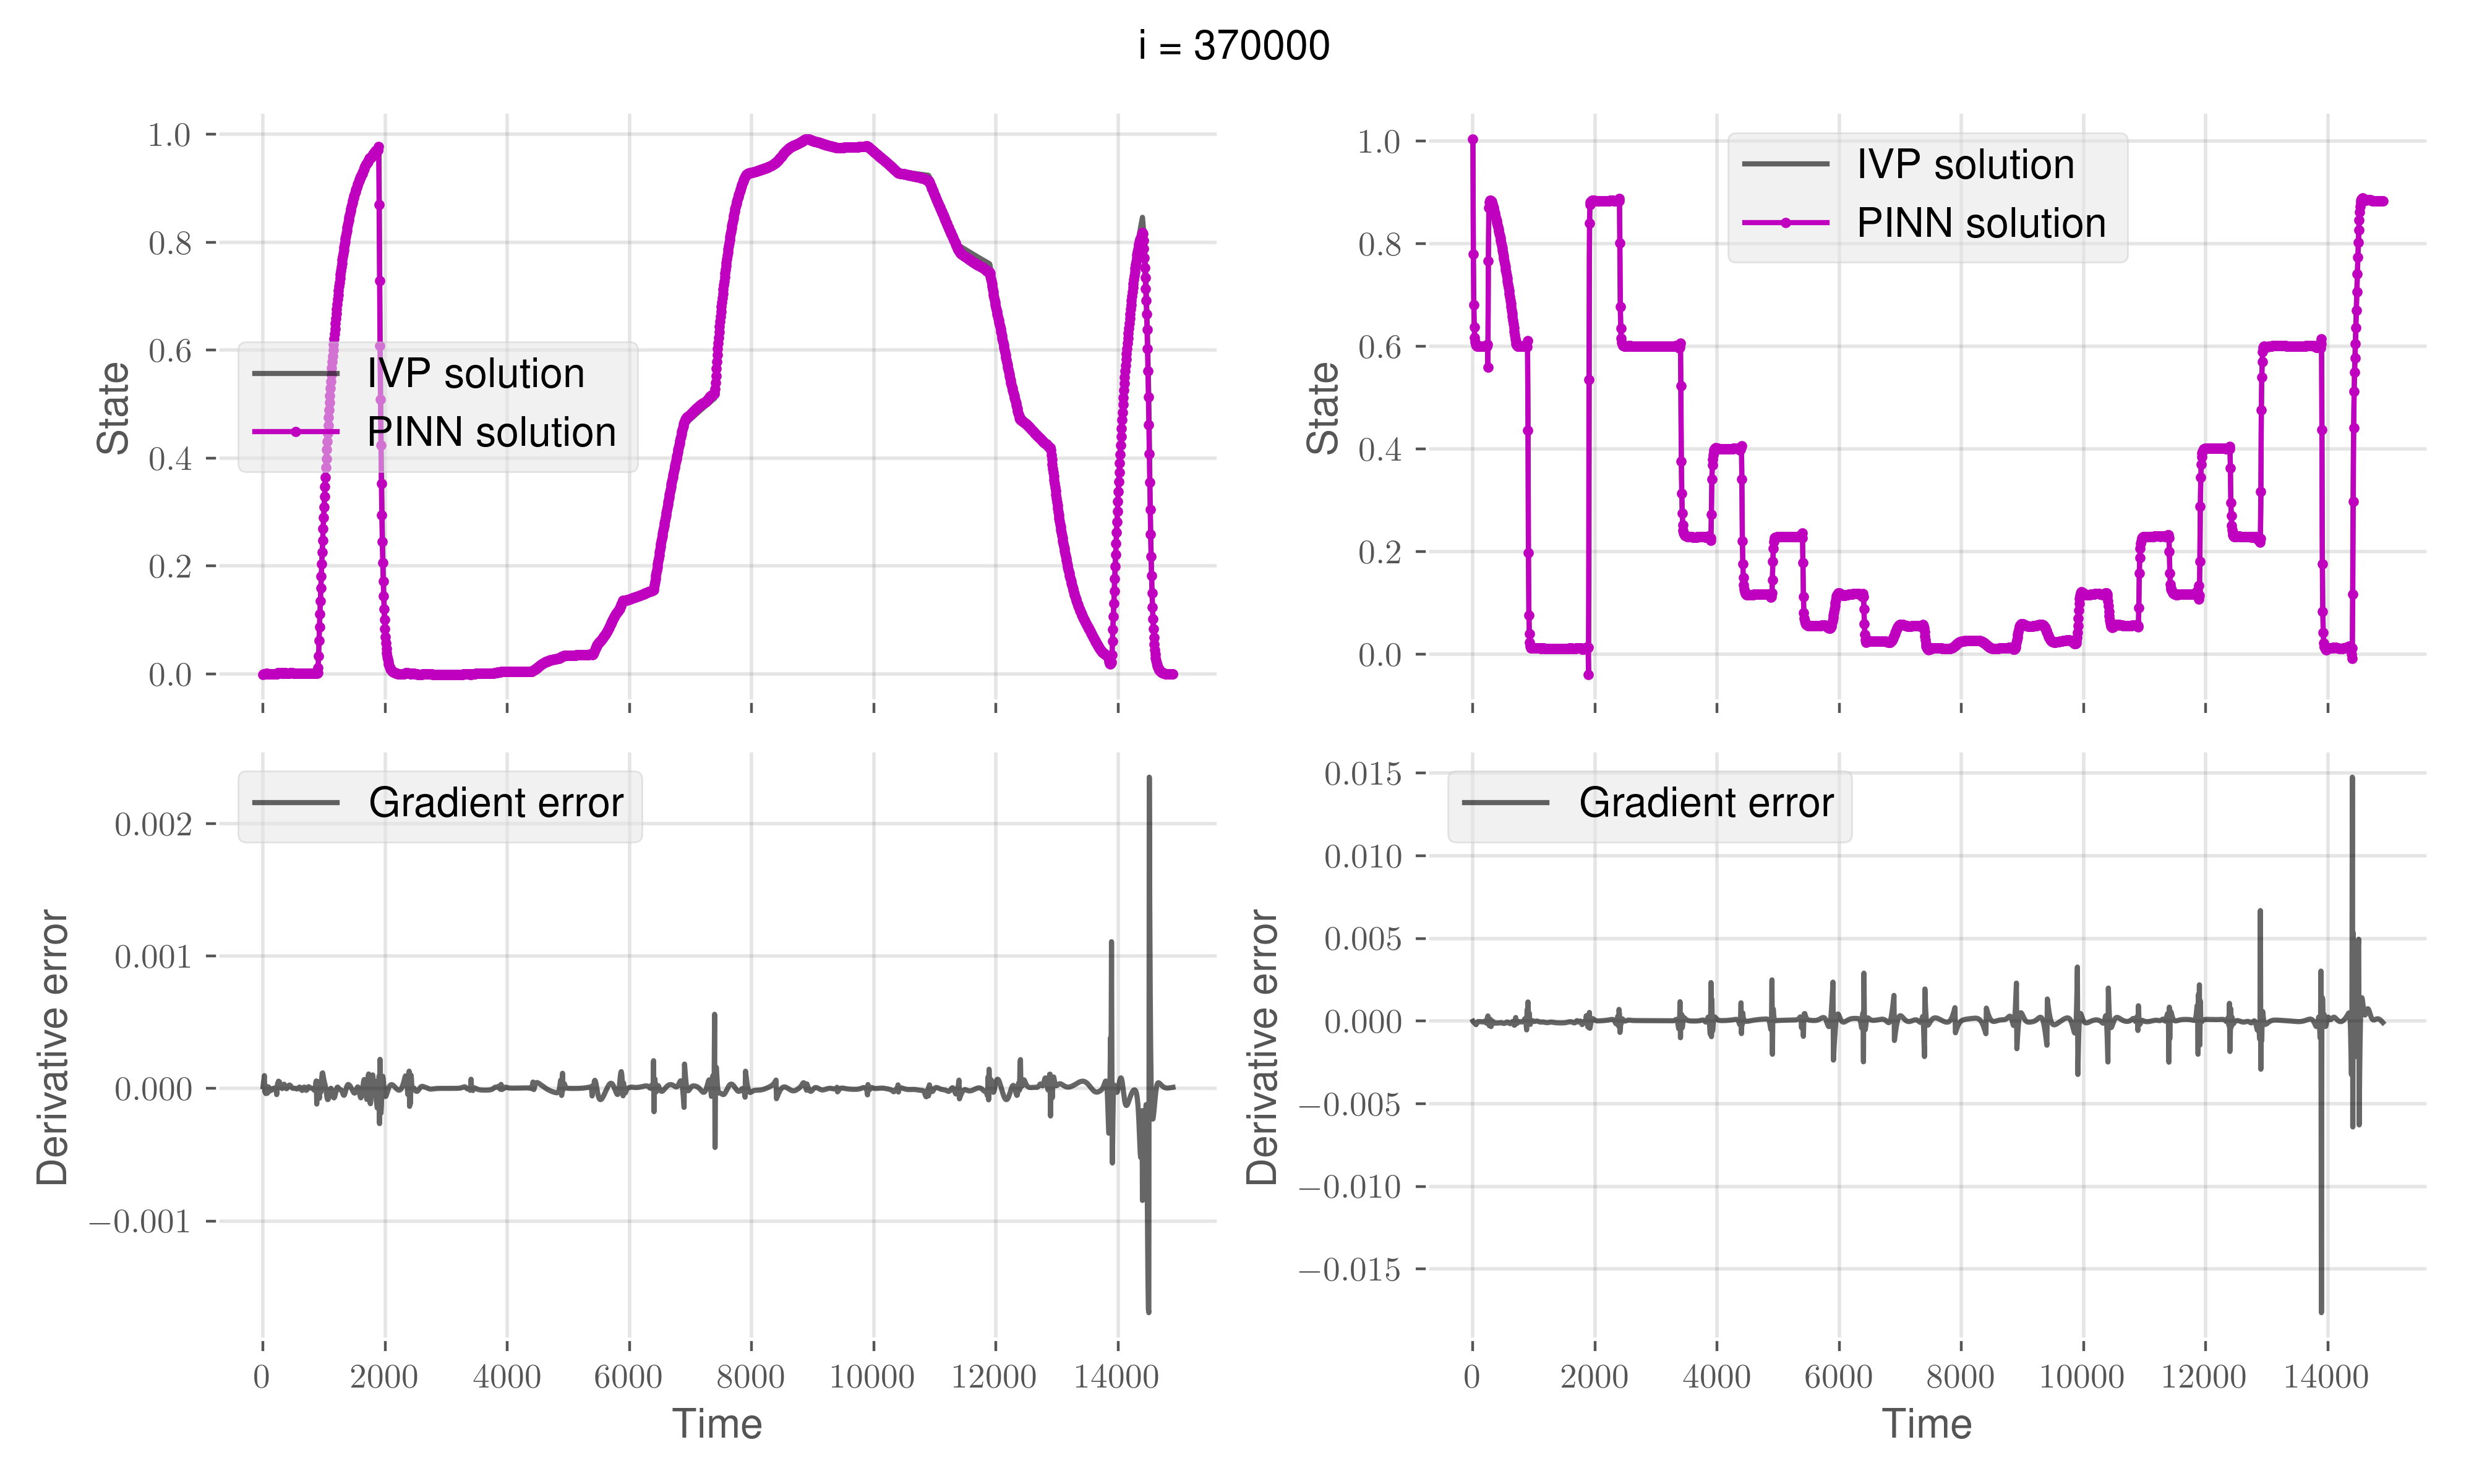 i = 370000
1.0
0.8
0.6
0.4
0.2
0.0
State
IVP solution
PINN solution
1.0
0.8
0.6
0.4
0.2
0.0
State
IVP solution
PINN solution
0.002
0.001
0.000
−0.001
Derivative error
Gradient error
0 2000 4000 6000 8000 10000 12000 14000
Time
0.015
0.010
0.005
0.000
−0.005
−0.010
−0.015
Derivative error
Gradient error
0 2000 4000 6000 8000 10000 12000 14000
Time